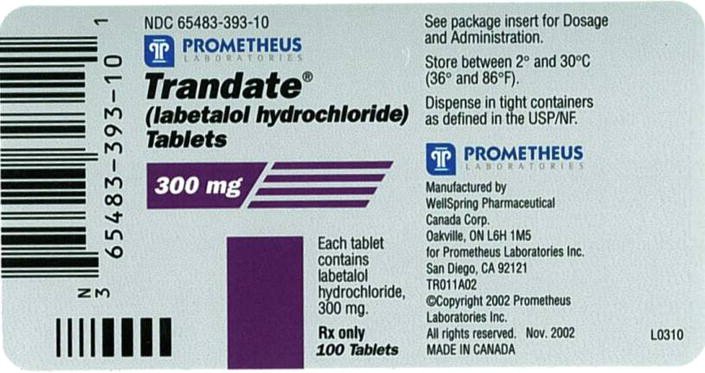 NDC 65483-393-10
PROMETHEUS
LABORATORIES
Trandate®
(labetalol hydrochloride)
Tablets
300 mg
Each tablet
contains
labetalol
hydrochloride,
300 mg.
Rx only
100 Tablets
See package insert for Dosage
and Administration.
Store between 2° and 30°C
(36° and 86°F).
Dispense in tight containers
as defined in the USP/NF.
PROMETHEUS
LABORATORIES
Manufactured by
WellSpring Pharmaceutical
Canada Corp.
Oakville, ON L6H 1M5
for Prometheus Laboratories Inc.
San Diego, CA 92121
TR011A02
©Copyright 2002 Prometheus
Laboratories Inc.
All rights reserved. Nov. 2002
MADE IN CANADA
L0310
N
3 65483-393-10 1